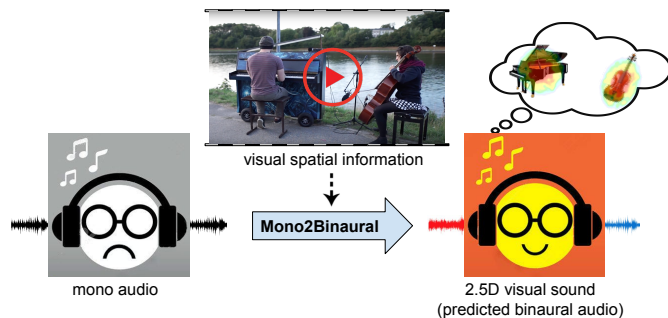 visual spatial information
Mono2Binaural
mono audio
2.5D visual sound
(predicted binaural audio)